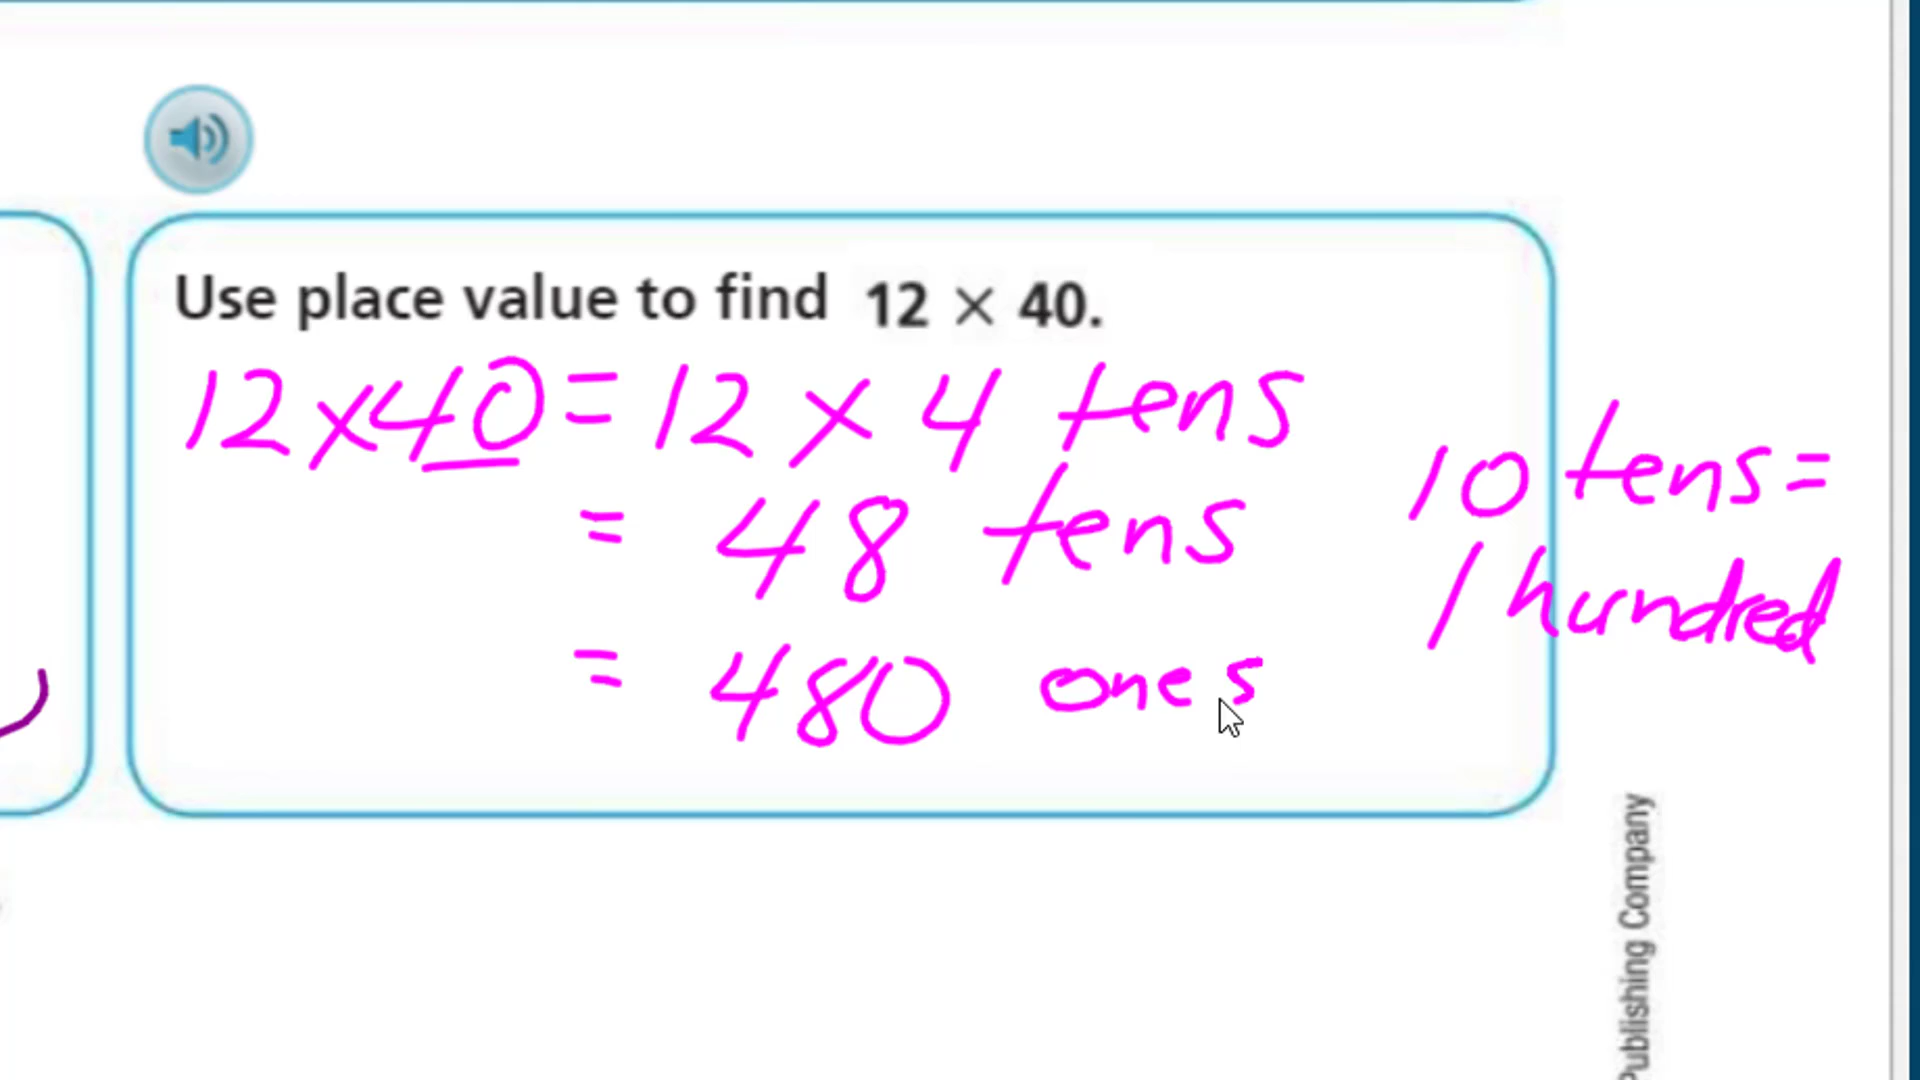 Use place value to find 12 × 40.
12×40=12×4 tens
= 48 tens
= 480 ones
10 tens=
1 hundred
Publishing Company